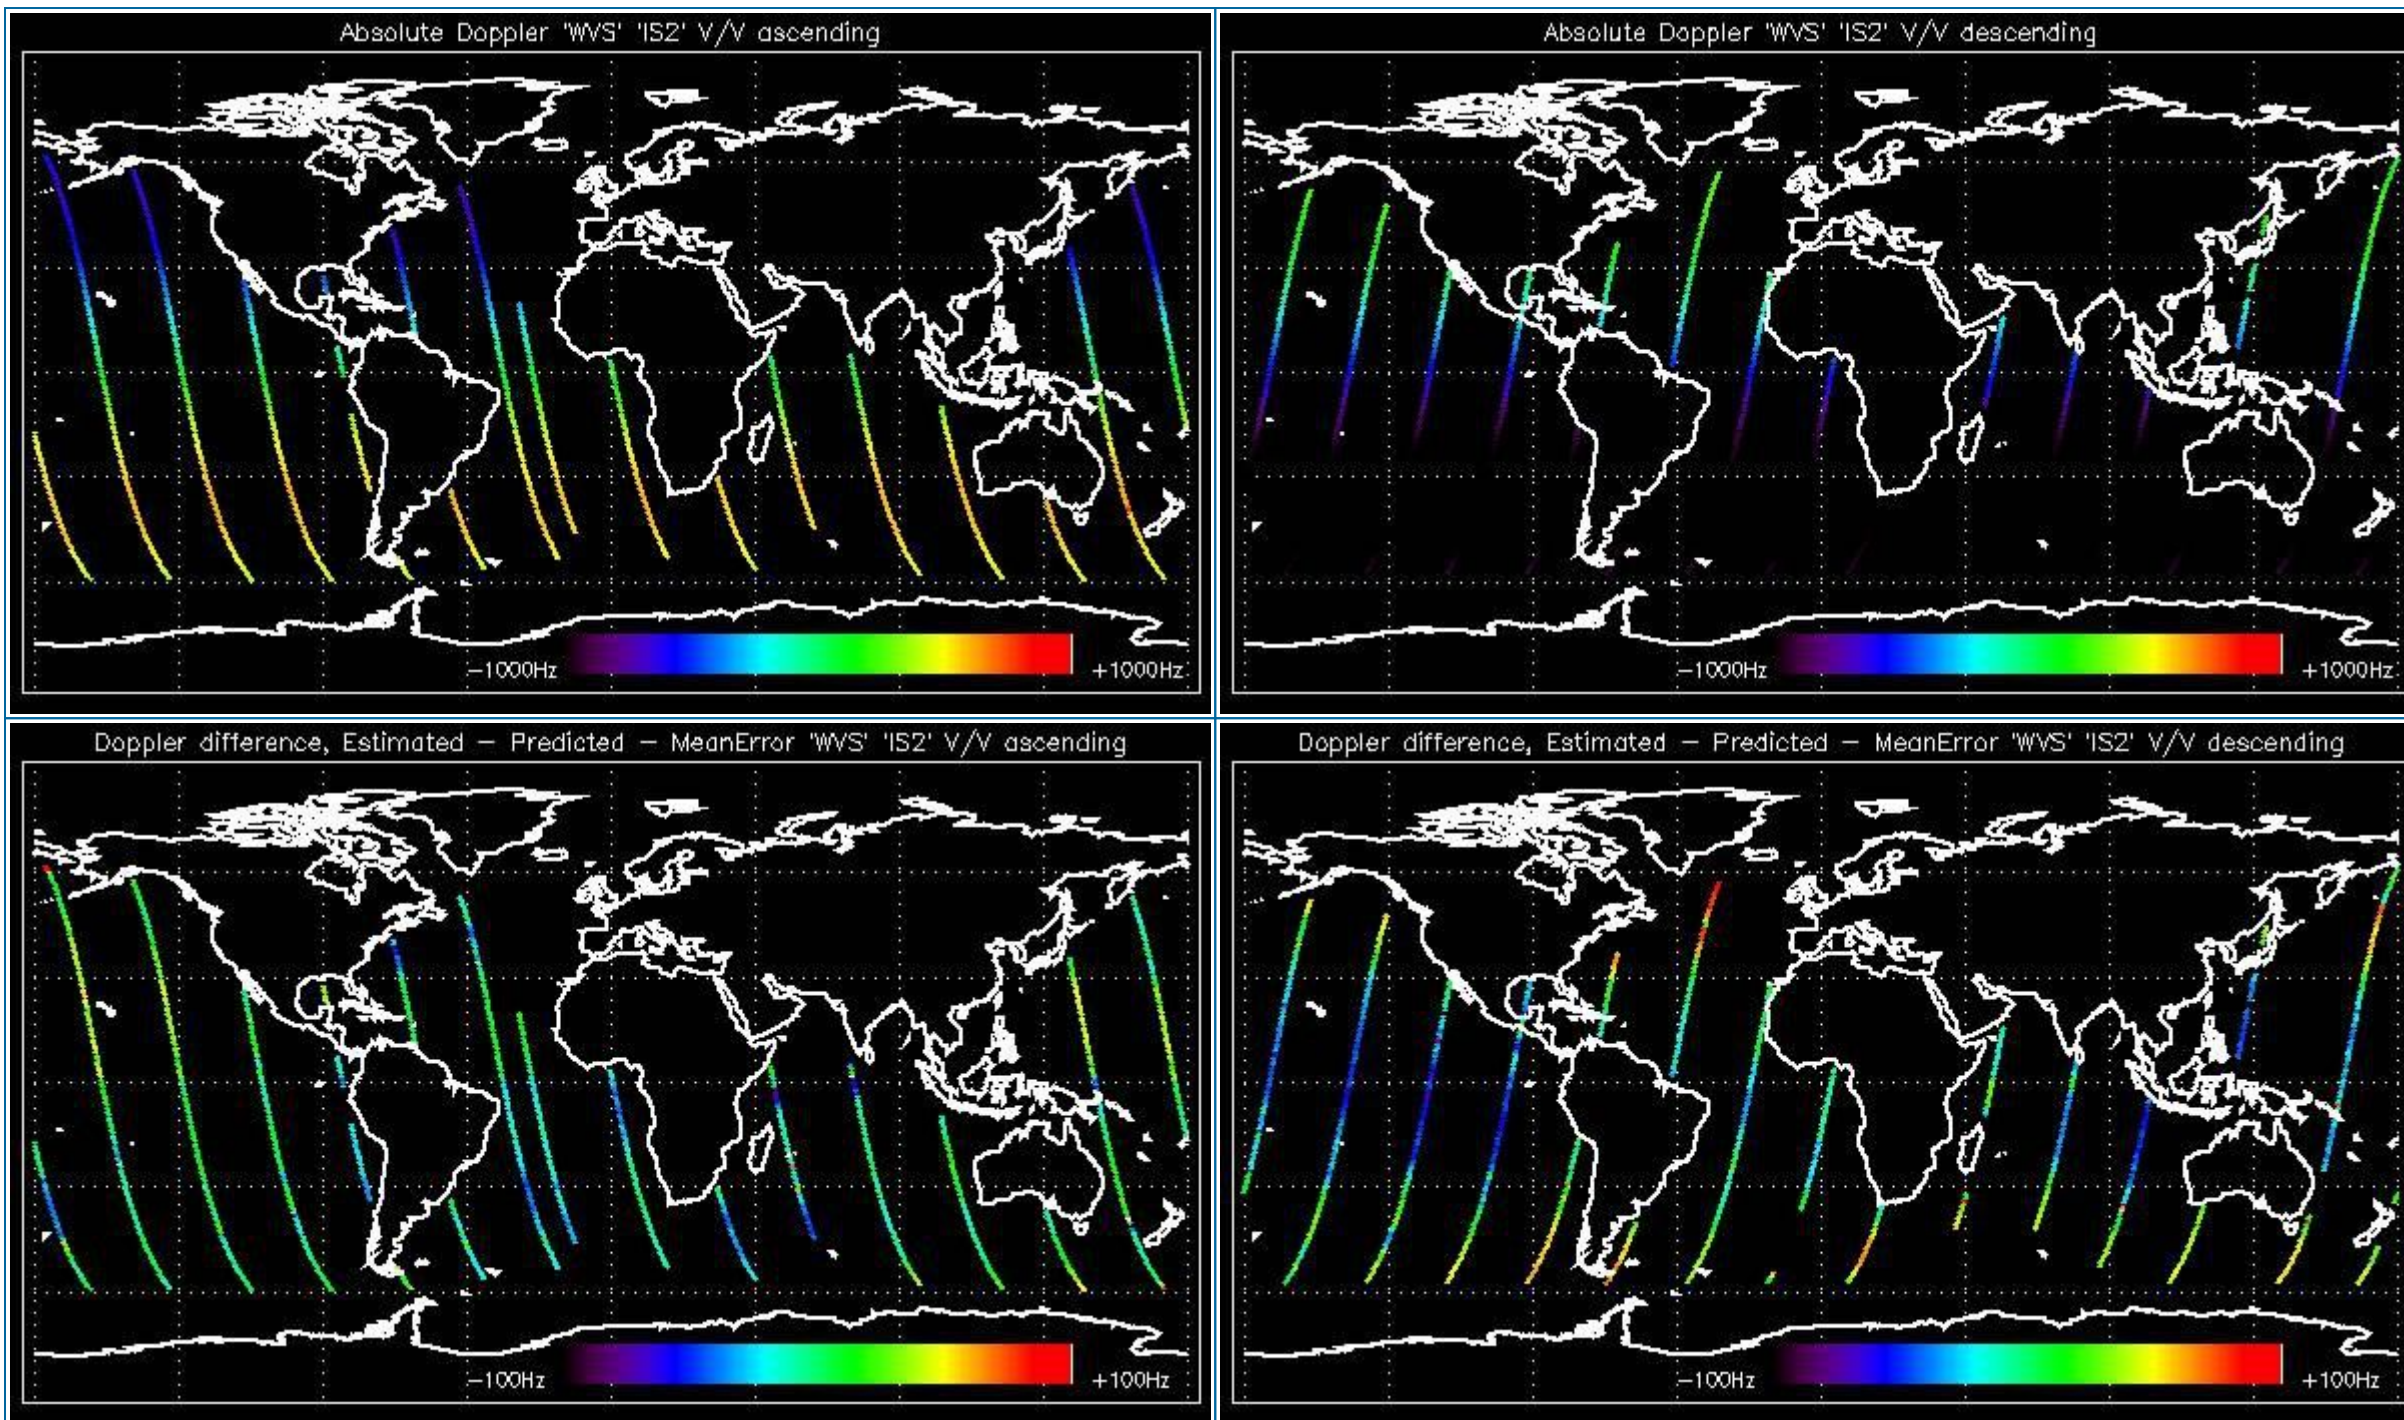 Absolute Doppler 'WVS' 'IS2' V/V ascending
−1000Hz
+1000Hz
Absolute Doppler 'WVS' 'IS2' V/V descending
−1000Hz
+1000Hz
Doppler difference, Estimated − Predicted − MeanError 'WVS' 'IS2' V/V ascending
−100Hz
+100Hz
Doppler difference, Estimated − Predicted − MeanError 'WVS' 'IS2' V/V descending
−100Hz
+100Hz